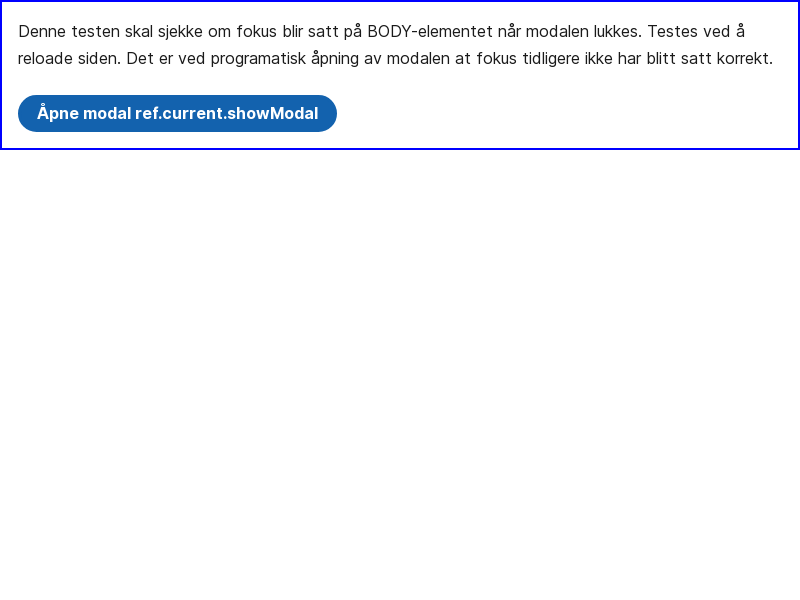 Denne testen skal sjekke om fokus blir satt på BODY-elementet når modalen lukkes. Testes ved å
reloade siden. Det er ved programatisk åpning av modalen at fokus tidligere ikke har blitt satt korrekt.
Åpne modal ref.current.showModal